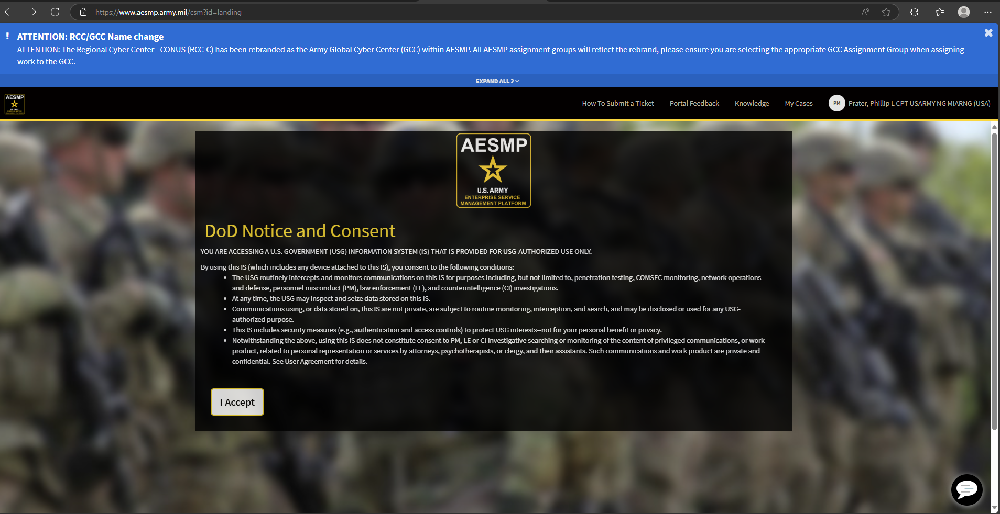 https://www.aesmp.army.mil/csm?id=landing
ATTENTION: RCC/GCC Name change
ATTENTION: The Regional Cyber Center - CONUS (RCC-C) has been rebranded as the Army Global Cyber Center (GCC) within AESMP. All AESMP assignment groups will reflect the rebrand, please ensure you are selecting the appropriate GCC Assignment Group when assigning
work to the GCC.
EXPAND ALL 2
AESMP
How To Submit a Ticket
Portal Feedback
Knowledge
My Cases
PM
Prater, Phillip L CPT USARMY NG MIARNG (USA)
AESMP
U.S. ARMY
ENTERPRISE SERVICE
MANAGEMENT PLATFORM
DoD Notice and Consent
YOU ARE ACCESSING A U.S. GOVERNMENT (USG) INFORMATION SYSTEM (IS) THAT IS PROVIDED FOR USG-AUTHORIZED USE ONLY.
By using this IS (which includes any device attached to this IS), you consent to the following conditions:
• The USG routinely intercepts and monitors communications on this IS for purposes including, but not limited to, penetration testing, COMSEC monitoring, network operations
and defense, personnel misconduct (PM), law enforcement (LE), and counterintelligence (CI) investigations.
• At any time, the USG may inspect and seize data stored on this IS.
• Communications using, or data stored on, this IS are not private, are subject to routine monitoring, interception, and search, and may be disclosed or used for any USG-
authorized purpose.
• This IS includes security measures (e.g., authentication and access controls) to protect USG interests--not for your personal benefit or privacy.
• Notwithstanding the above, using this IS does not constitute consent to PM, LE or CI investigative searching or monitoring of the content of privileged communications, or work
product, related to personal representation or services by attorneys, psychotherapists, or clergy, and their assistants. Such communications and work product are private and
confidential. See User Agreement for details.
I Accept